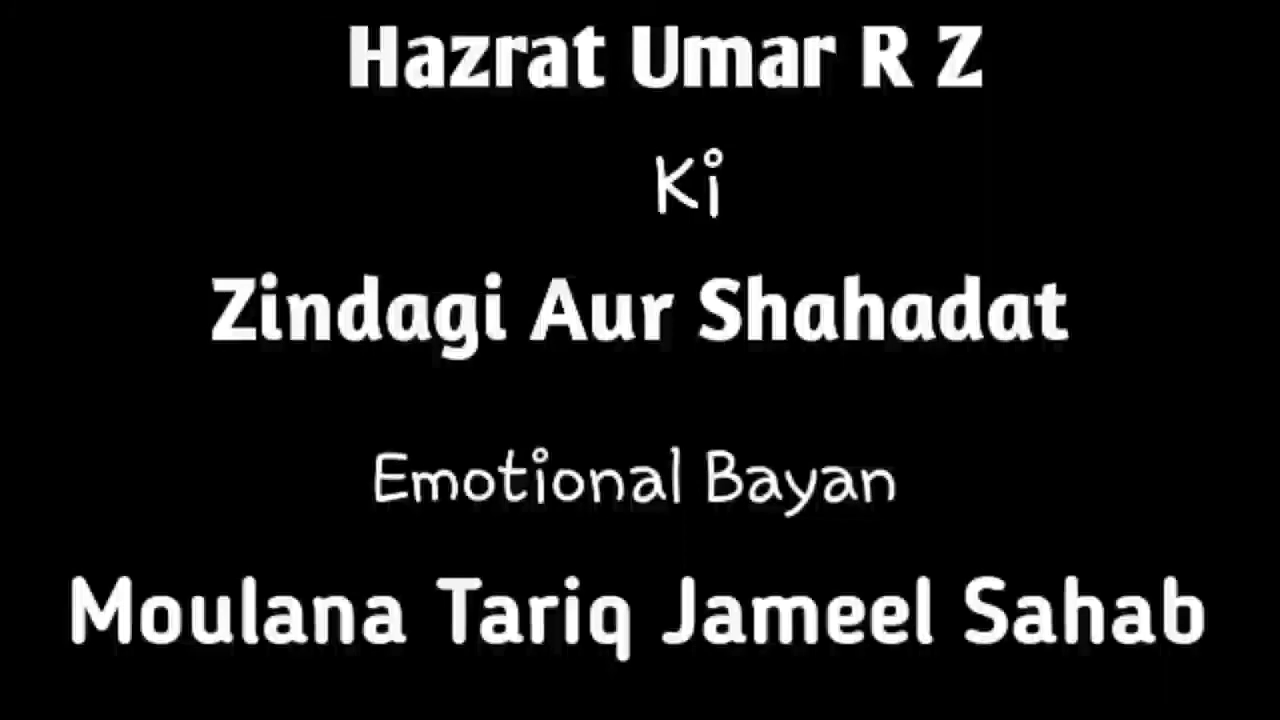 Hazrat Umar R Z
Ki
Zindagi Aur Shahadat
Emotional Bayan
Moulana Tariq Jameel Sahab